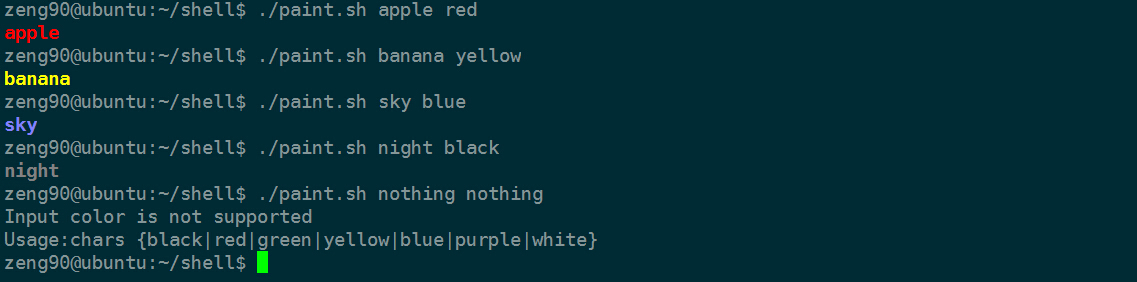 zeng90@ubuntu:~/shell$ ./paint.sh apple red
apple
zeng90@ubuntu:~/shell$ ./paint.sh banana yellow
banana
zeng90@ubuntu:~/shell$ ./paint.sh sky blue
sky
zeng90@ubuntu:~/shell$ ./paint.sh night black
night
zeng90@ubuntu:~/shell$ ./paint.sh nothing nothing
Input color is not supported
Usage:chars {black|red|green|yellow|blue|purple|white}
zeng90@ubuntu:~/shell$